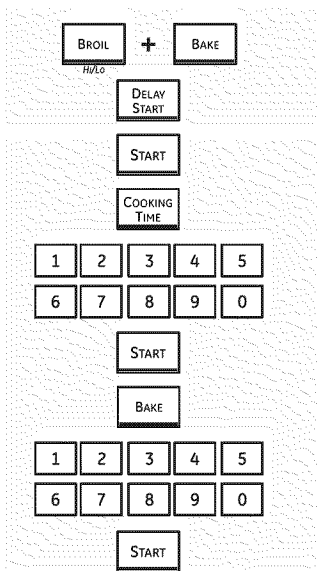 BROIL + BAKE
HI/LO
DELAY
START
START
COOKING
TIME
1 2 3 4 5
6 7 8 9 0
START
BAKE
1 2 3 4 5
6 7 8 9 0
START